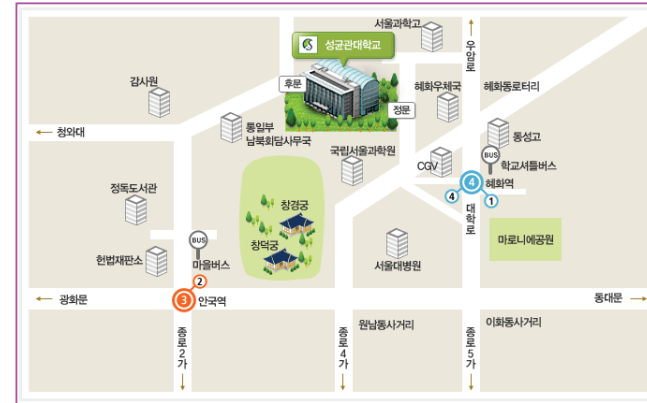 서울과학고
우암로
성균관대학교
감사원
후문
혜화우체국
혜화동로터리
정문
통일부
남북회담사무국
동성고
청와대
국립서울과학원
BUS
학교셔틀버스
CGV
4
혜화역
정독도서관
4
1
창경궁
대학로
BUS
마로니에공원
창덕궁
헌법재판소
마을버스
서울대병원
2
광화문
3
안국역
동대문
원남동사거리
이화동사거리
종로2가
종로4가
종로5가